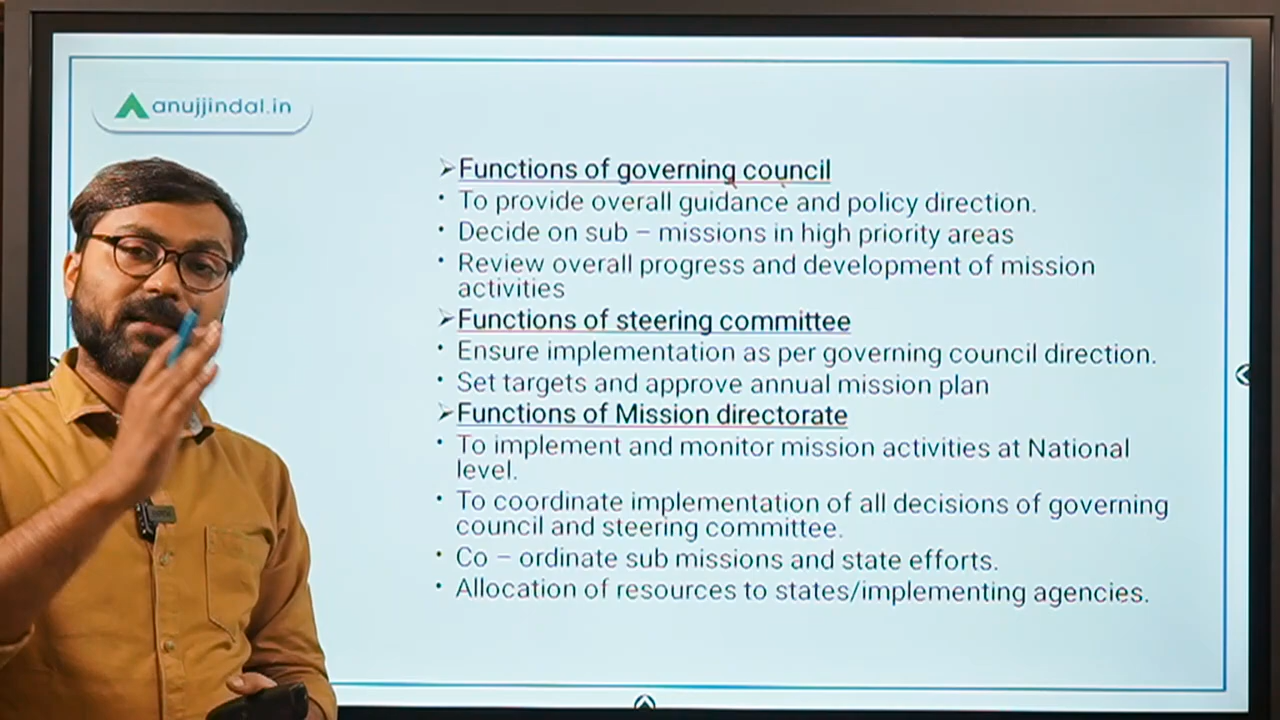 anujjindal.in
➢Functions of governing council
• To provide overall guidance and policy direction.
• Decide on sub – missions in high priority areas
• Review overall progress and development of mission
activities
➢Functions of steering committee
• Ensure implementation as per governing council direction.
• Set targets and approve annual mission plan
➢Functions of Mission directorate
• To implement and monitor mission activities at National
level.
• To coordinate implementation of all decisions of governing
council and steering committee.
• Co – ordinate sub missions and state efforts.
• Allocation of resources to states/implementing agencies.